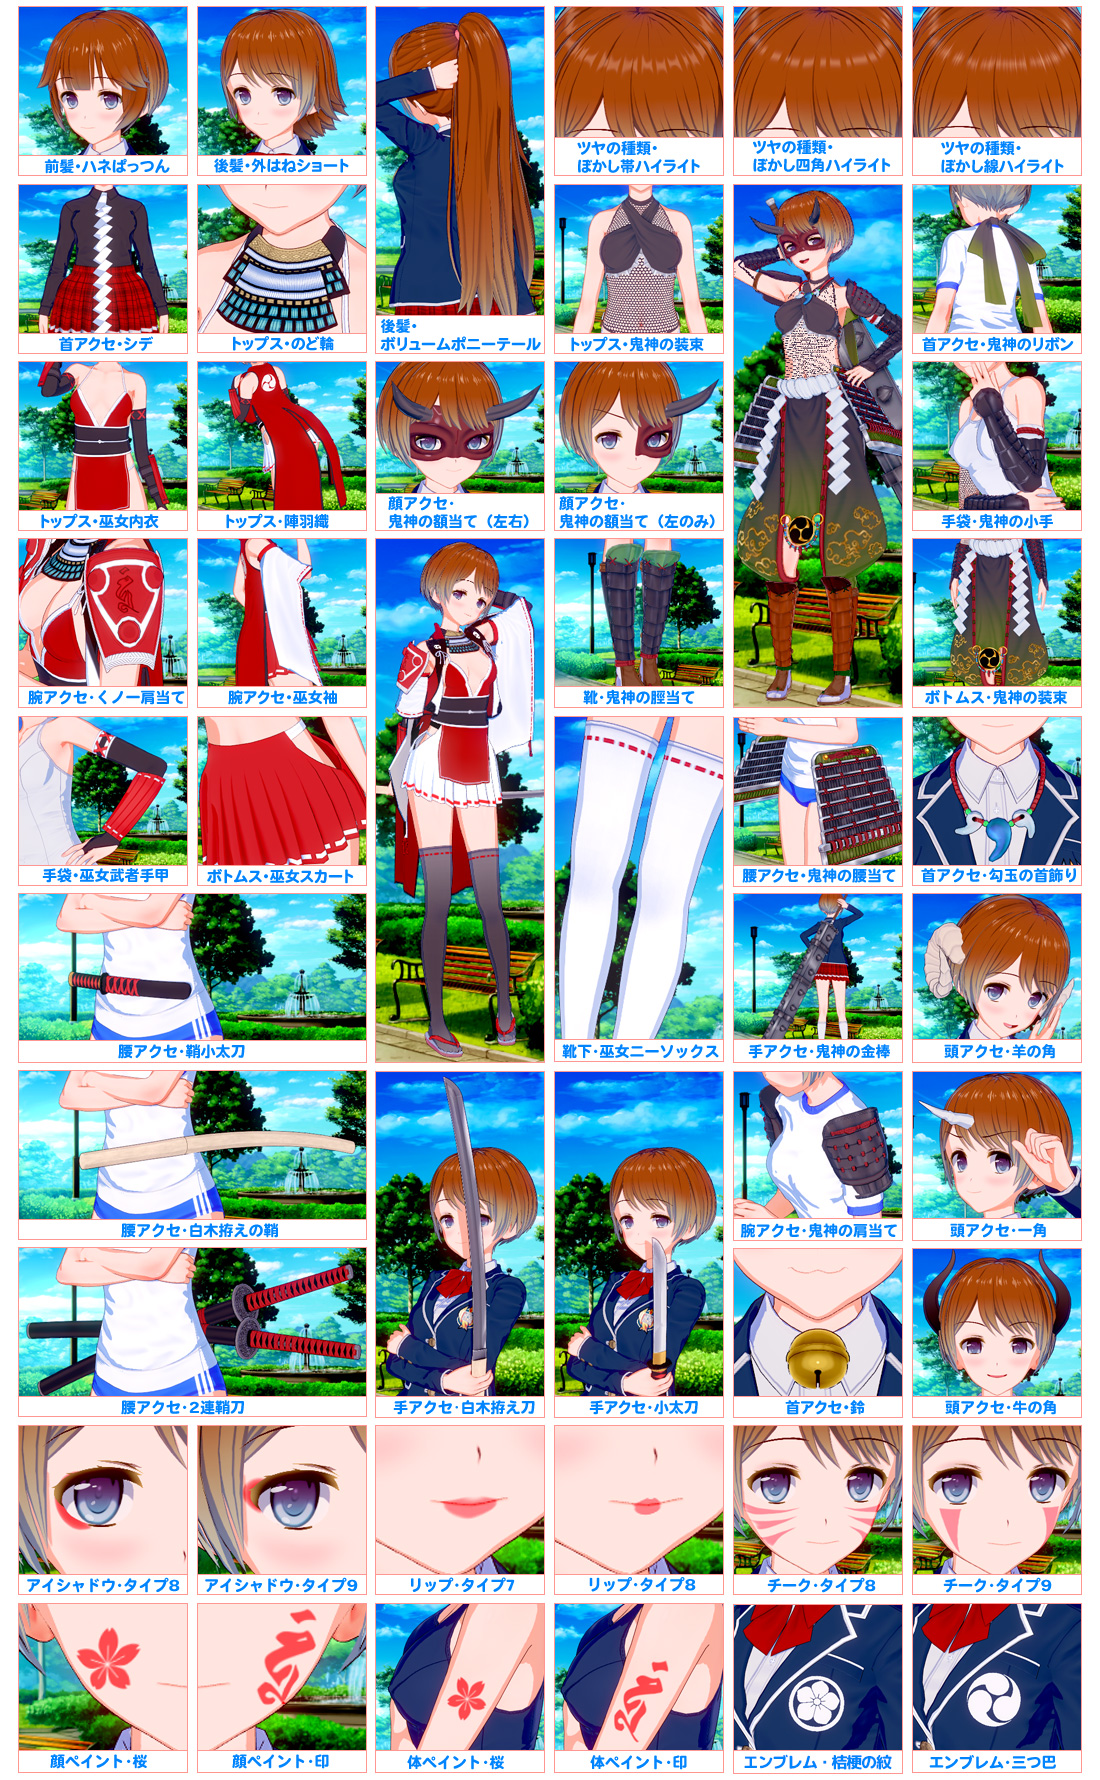 前髪・ハネぱっつん
後髪・外はねショート
ツヤの種類・
ぼかし帯ハイライト
ツヤの種類・
ぼかし四角ハイライト
ツヤの種類・
ぼかし線ハイライト
首アクセ・シデ
トップス・のど輪
後髪・
ボリュームポニーテール
トップス・鬼神の装束
首アクセ・鬼神のリボン
トップス・巫女内衣
トップス・陣羽織
顔アクセ・
鬼神の額当て（左右）
顔アクセ・
鬼神の額当て（左のみ）
手袋・鬼神の小手
腕アクセ・くノ一肩当て
腕アクセ・巫女袖
靴・鬼神の脛当て
ボトムス・鬼神の装束
手袋・巫女武者手甲
ボトムス・巫女スカート
腰アクセ・鬼神の腰当て
首アクセ・勾玉の首飾り
腰アクセ・鞘小太刀
靴下・巫女ニーソックス
手アクセ・鬼神の金棒
頭アクセ・羊の角
腰アクセ・白木拵えの鞘
腕アクセ・鬼神の肩当て
頭アクセ・一角
腰アクセ・2連鞘刀
手アクセ・白木拵え刀
手アクセ・小太刀
首アクセ・鈴
頭アクセ・牛の角
アイシャドウ・タイプ8
アイシャドウ・タイプ9
リップ・タイプ7
リップ・タイプ8
チーク・タイプ8
チーク・タイプ9
顔ペイント・桜
顔ペイント・印
体ペイント・桜
体ペイント・印
エンブレム・桔梗の紋
エンブレム・三つ巴